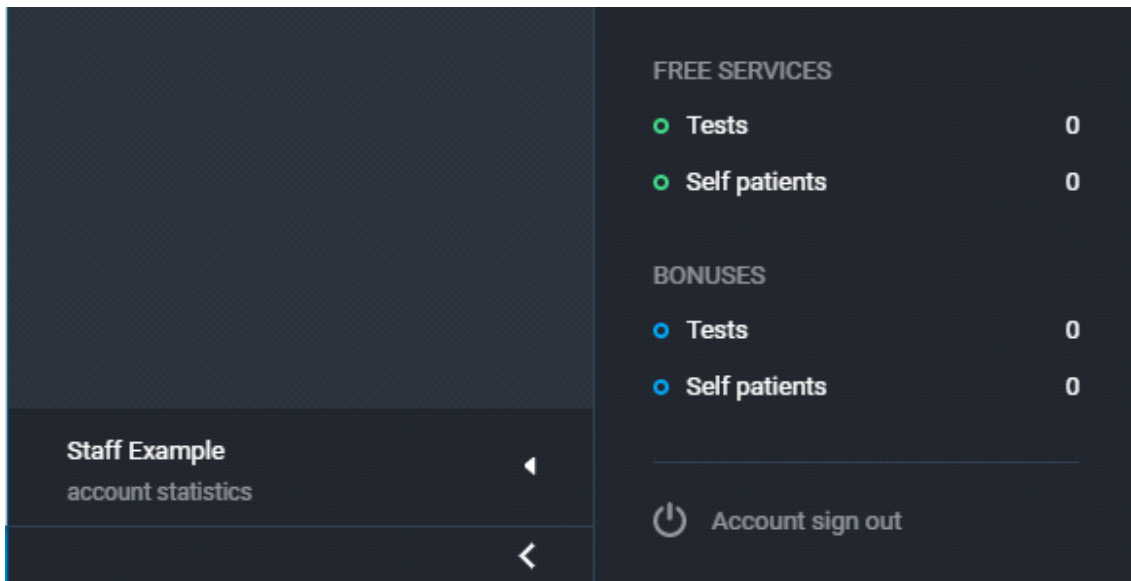 FREE SERVICES
Tests 0
Self patients 0
BONUSES
Tests 0
Self patients 0
Staff Example
account statistics
Account sign out